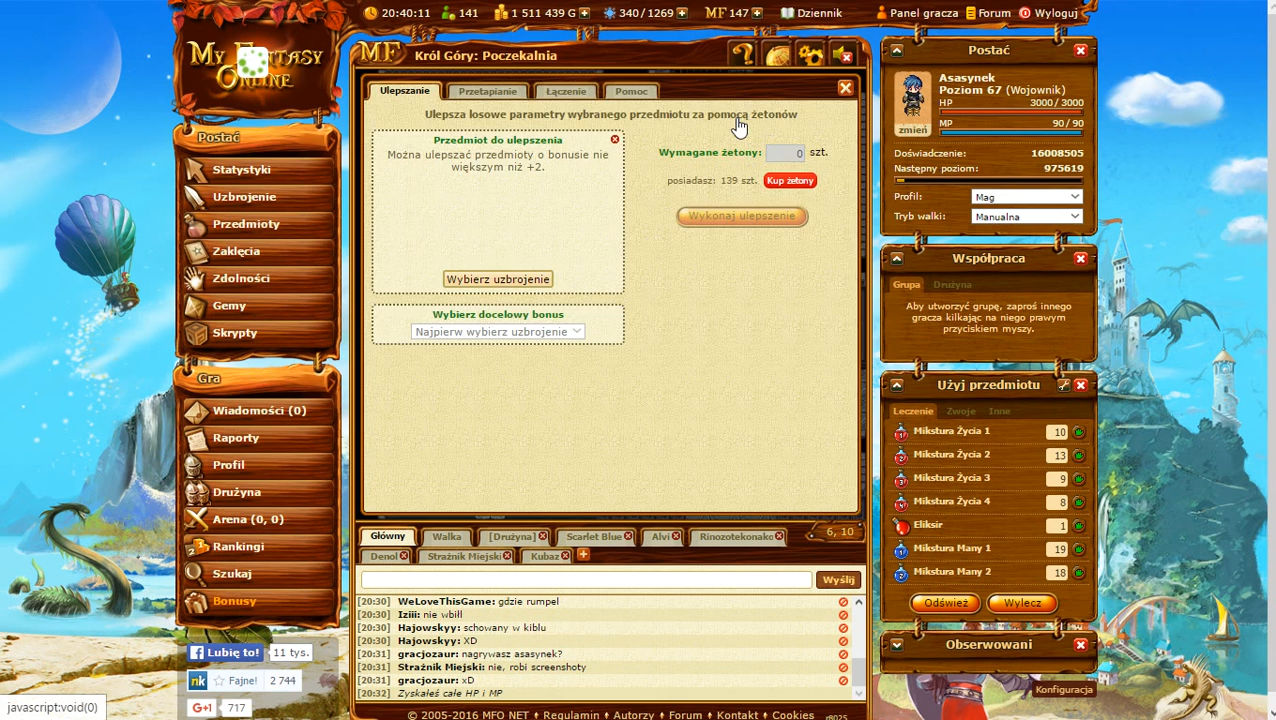 20:40:11 141 1 511 439 G 340 / 1269 MF 147 Dziennik Panel gracza Forum Wyloguj
My Fantasy Online
Postać
Statystyki
Uzbrojenie
Przedmioty
Zaklęcia
Zdolności
Gemy
Skrypty
Gra
Wiadomości (0)
Raporty
Profil
Drużyna
Arena (0, 0)
Rankingi
Szukaj
Bonusy
Lubię to! 11 tys.
nk Fajne! 2 744
G+1 717
javascript:void(0)
MF Król Góry: Poczekalnia
Ulepszanie Przetapianie Łączenie Pomoc
Ulepsza losowe parametry wybranego przedmiotu za pomocą żetonów
Przedmiot do ulepszenia
Można ulepszać przedmioty o bonusie nie
większym niż +2.
Wybierz uzbrojenie
Wybierz docelowy bonus
Najpierw wybierz uzbrojenie
Wymagane żetony: 0 szt.
posiadasz: 139 szt. Kup żetony
Wykonaj ulepszenie
Główny Walka [Drużyna] Scarlet Blue Alvi Rinozotekonako 6, 10
Denol Strażnik Miejski Kubaz
Wyślij
[20:30] WeLoveThisGame: gdzie rumpel
[20:30] Iziii: nie wbiłl
[20:30] Hajowskyy: schowany w kiblu
[20:30] Hajowskyy: XD
[20:31] gracjozaur: nagrywasz asasynek?
[20:31] Strażnik Miejski: nie, robi screenshoty
[20:31] gracjozaur: xD
[20:32] Zyskałeś całe HP i MP
© 2005-2016 MFO NET Regulamin Autorzy Forum Kontakt Cookies r8025
Postać
Asasynek
Poziom 67 (Wojownik)
HP 3000 / 3000
MP 90 / 90
zmień
Doświadczenie: 16008505
Następny poziom: 975619
Profil: Mag
Tryb walki: Manualna
Współpraca
Grupa Drużyna
Aby utworzyć grupę, zaproś innego
gracza kilkając na niego prawym
przyciskiem myszy.
Użyj przedmiotu
Leczenie Zwoje Inne
Mikstura Życia 1 10
Mikstura Życia 2 13
Mikstura Życia 3 9
Mikstura Życia 4 8
Eliksir 1
Mikstura Many 1 19
Mikstura Many 2 18
Odśwież Wylecz
Obserwowani
Konfiguracja